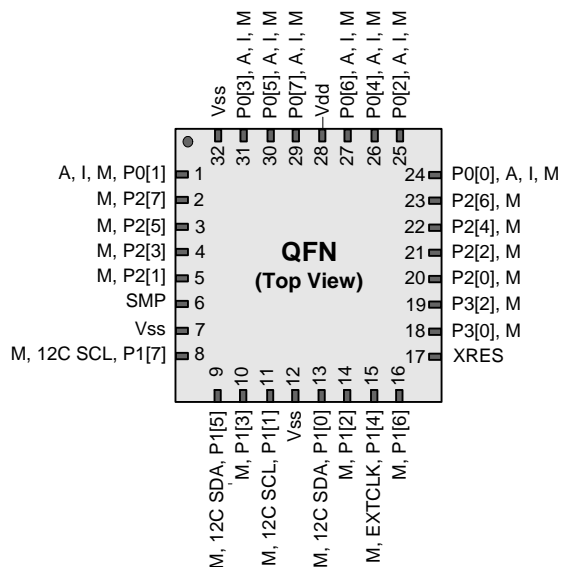 Vss
P0[3], A, I, M
P0[5], A, I, M
P0[7], A, I, M
Vdd
P0[6], A, I, M
P0[4], A, I, M
P0[2], A, I, M
32
31
30
29
28
27
26
25
A, I, M, P0[1]
1
M, P2[7]
2
M, P2[5]
3
M, P2[3]
4
M, P2[1]
5
SMP
6
Vss
7
M, 12C SCL, P1[7]
8
QFN
(Top View)
24
P0[0], A, I, M
23
P2[6], M
22
P2[4], M
21
P2[2], M
20
P2[0], M
19
P3[2], M
18
P3[0], M
17
XRES
9
10
11
12
13
14
15
16
M, 12C SDA, P1[5]
M, P1[3]
M, 12C SCL, P1[1]
Vss
M, 12C SDA, P1[0]
M, P1[2]
M, EXTCLK, P1[4]
M, P1[6]